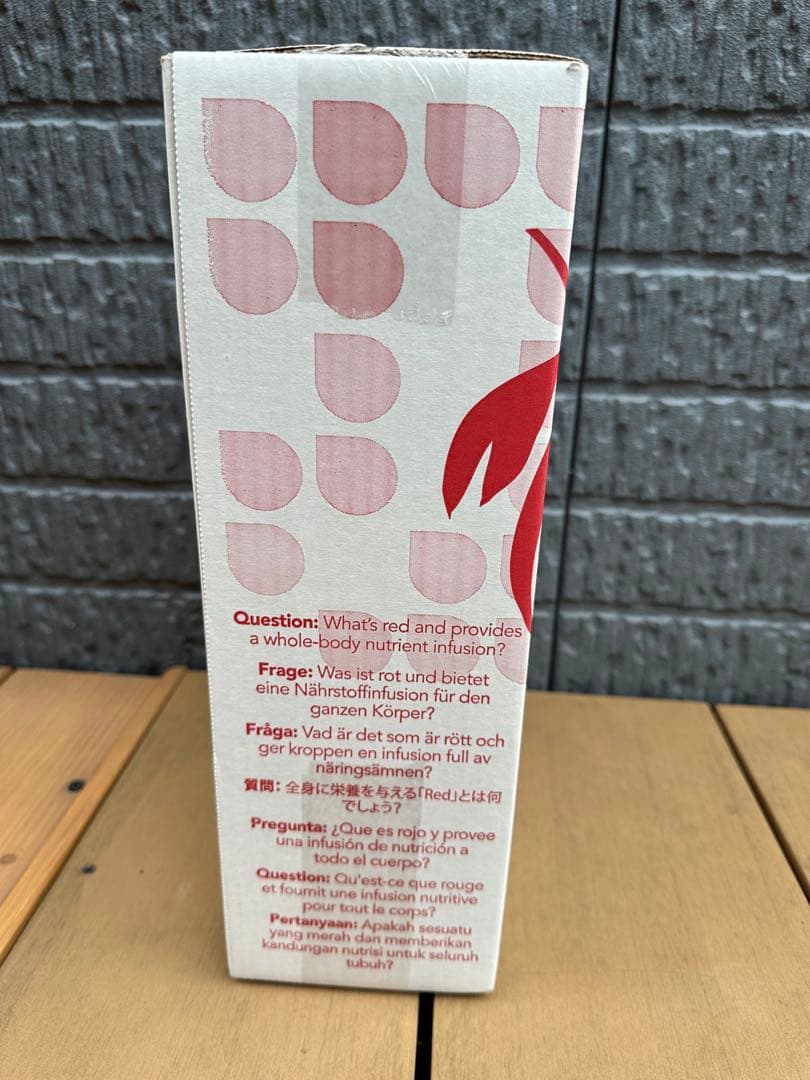 Question: What's red and provides
a whole-body nutrient infusion?
Frage: Was ist rot und bietet
eine Nährstoffinfusion für den
ganzen Körper?
Fråga: Vad är det som är rött och
ger kroppen en infusion full av
näringsämnen?
質問：全身に栄養を与える「Red」とは何
でしょう？
Pregunta: ¿Que es rojo y provee
una infusión de nutrición a
todo el cuerpo?
Question: Qu'est-ce que rouge
et fournit une infusion nutritive
pour tout le corps?
Pertanyaan: Apakah sesuatu
yang merah dan memberikan
kandungan nutrisi untuk seluruh
tubuh?